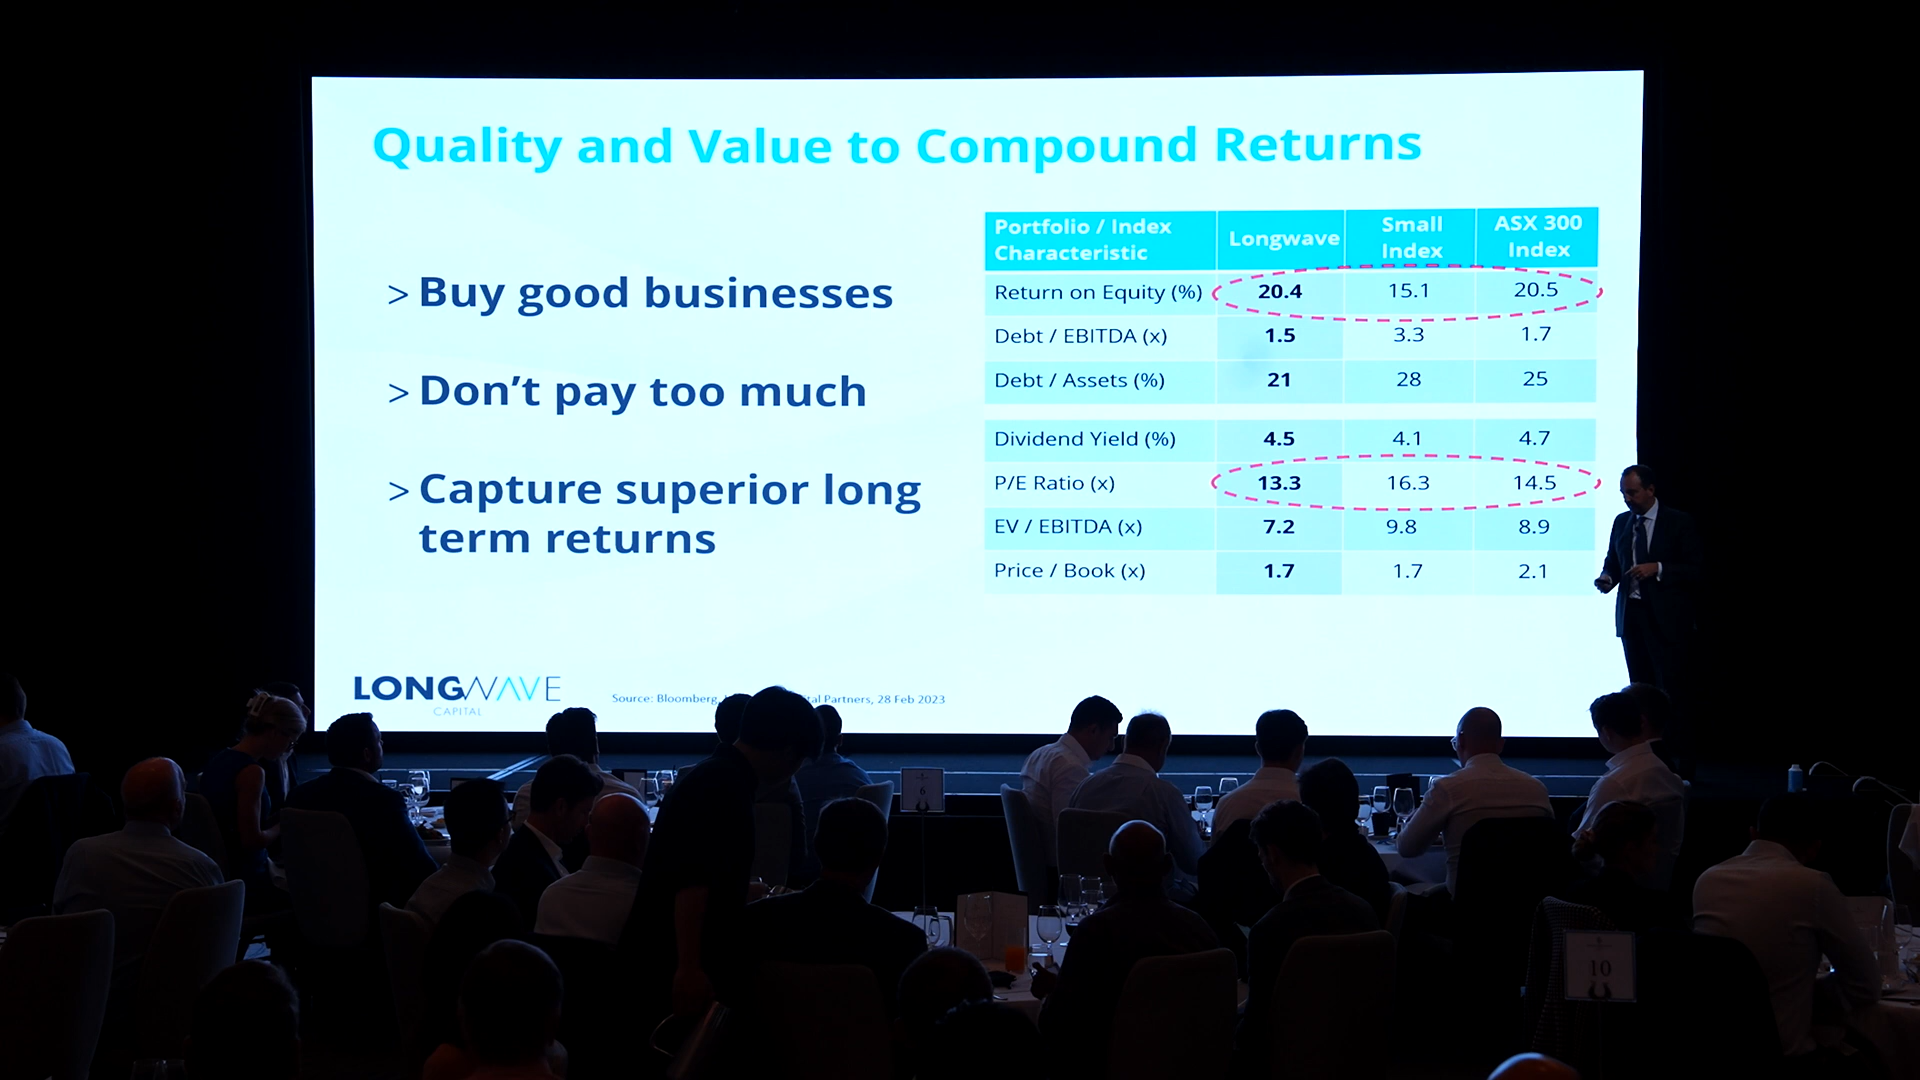 Quality and Value to Compound Returns
> Buy good businesses
> Don't pay too much
> Capture superior long
term returns
Portfolio / Index Characteristic Longwave Small Index ASX 300 Index
Return on Equity (%) 20.4 15.1 20.5
Debt / EBITDA (x) 1.5 3.3 1.7
Debt / Assets (%) 21 28 25
Dividend Yield (%) 4.5 4.1 4.7
P/E Ratio (x) 13.3 16.3 14.5
EV / EBITDA (x) 7.2 9.8 8.9
Price / Book (x) 1.7 1.7 2.1
LONGWAVE
CAPITAL
Source: Bloomberg, Partners, 28 Feb 2023
6
10